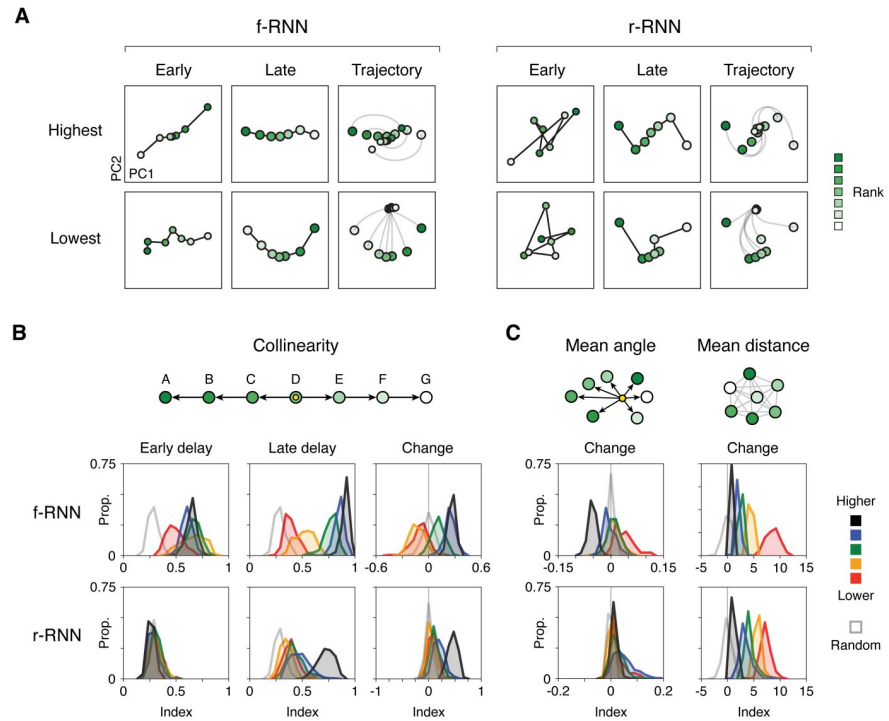 A
f-RNN
r-RNN
Early Late Trajectory
Early Late Trajectory
Highest
PC2
PC1
Lowest
Rank
B
Collinearity
A B C D E F G
C
Mean angle Mean distance
Early delay Late delay Change
Change Change
f-RNN
Prop.
0.75
0
0 0.5 1
0 0.5 1
-0.6 0 0.6
Prop.
0.75
0
-0.15 0 0.15
-5 0 5 10 15
Higher
Lower
Random
r-RNN
Prop.
0.75
0
0 0.5 1
Index
0 0.5 1
Index
-1 0 1
Index
Prop.
0.75
0
-0.2 0 0.2
Index
-5 0 5 10 15
Index